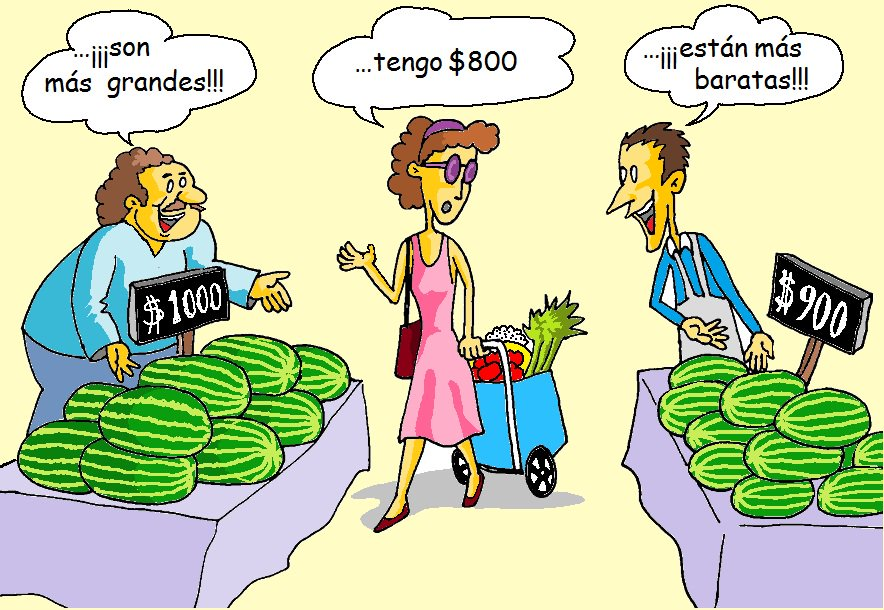 ...¡¡¡son
más grandes!!!
...tengo $800
...¡¡¡están más
baratas!!!
$1000
$900